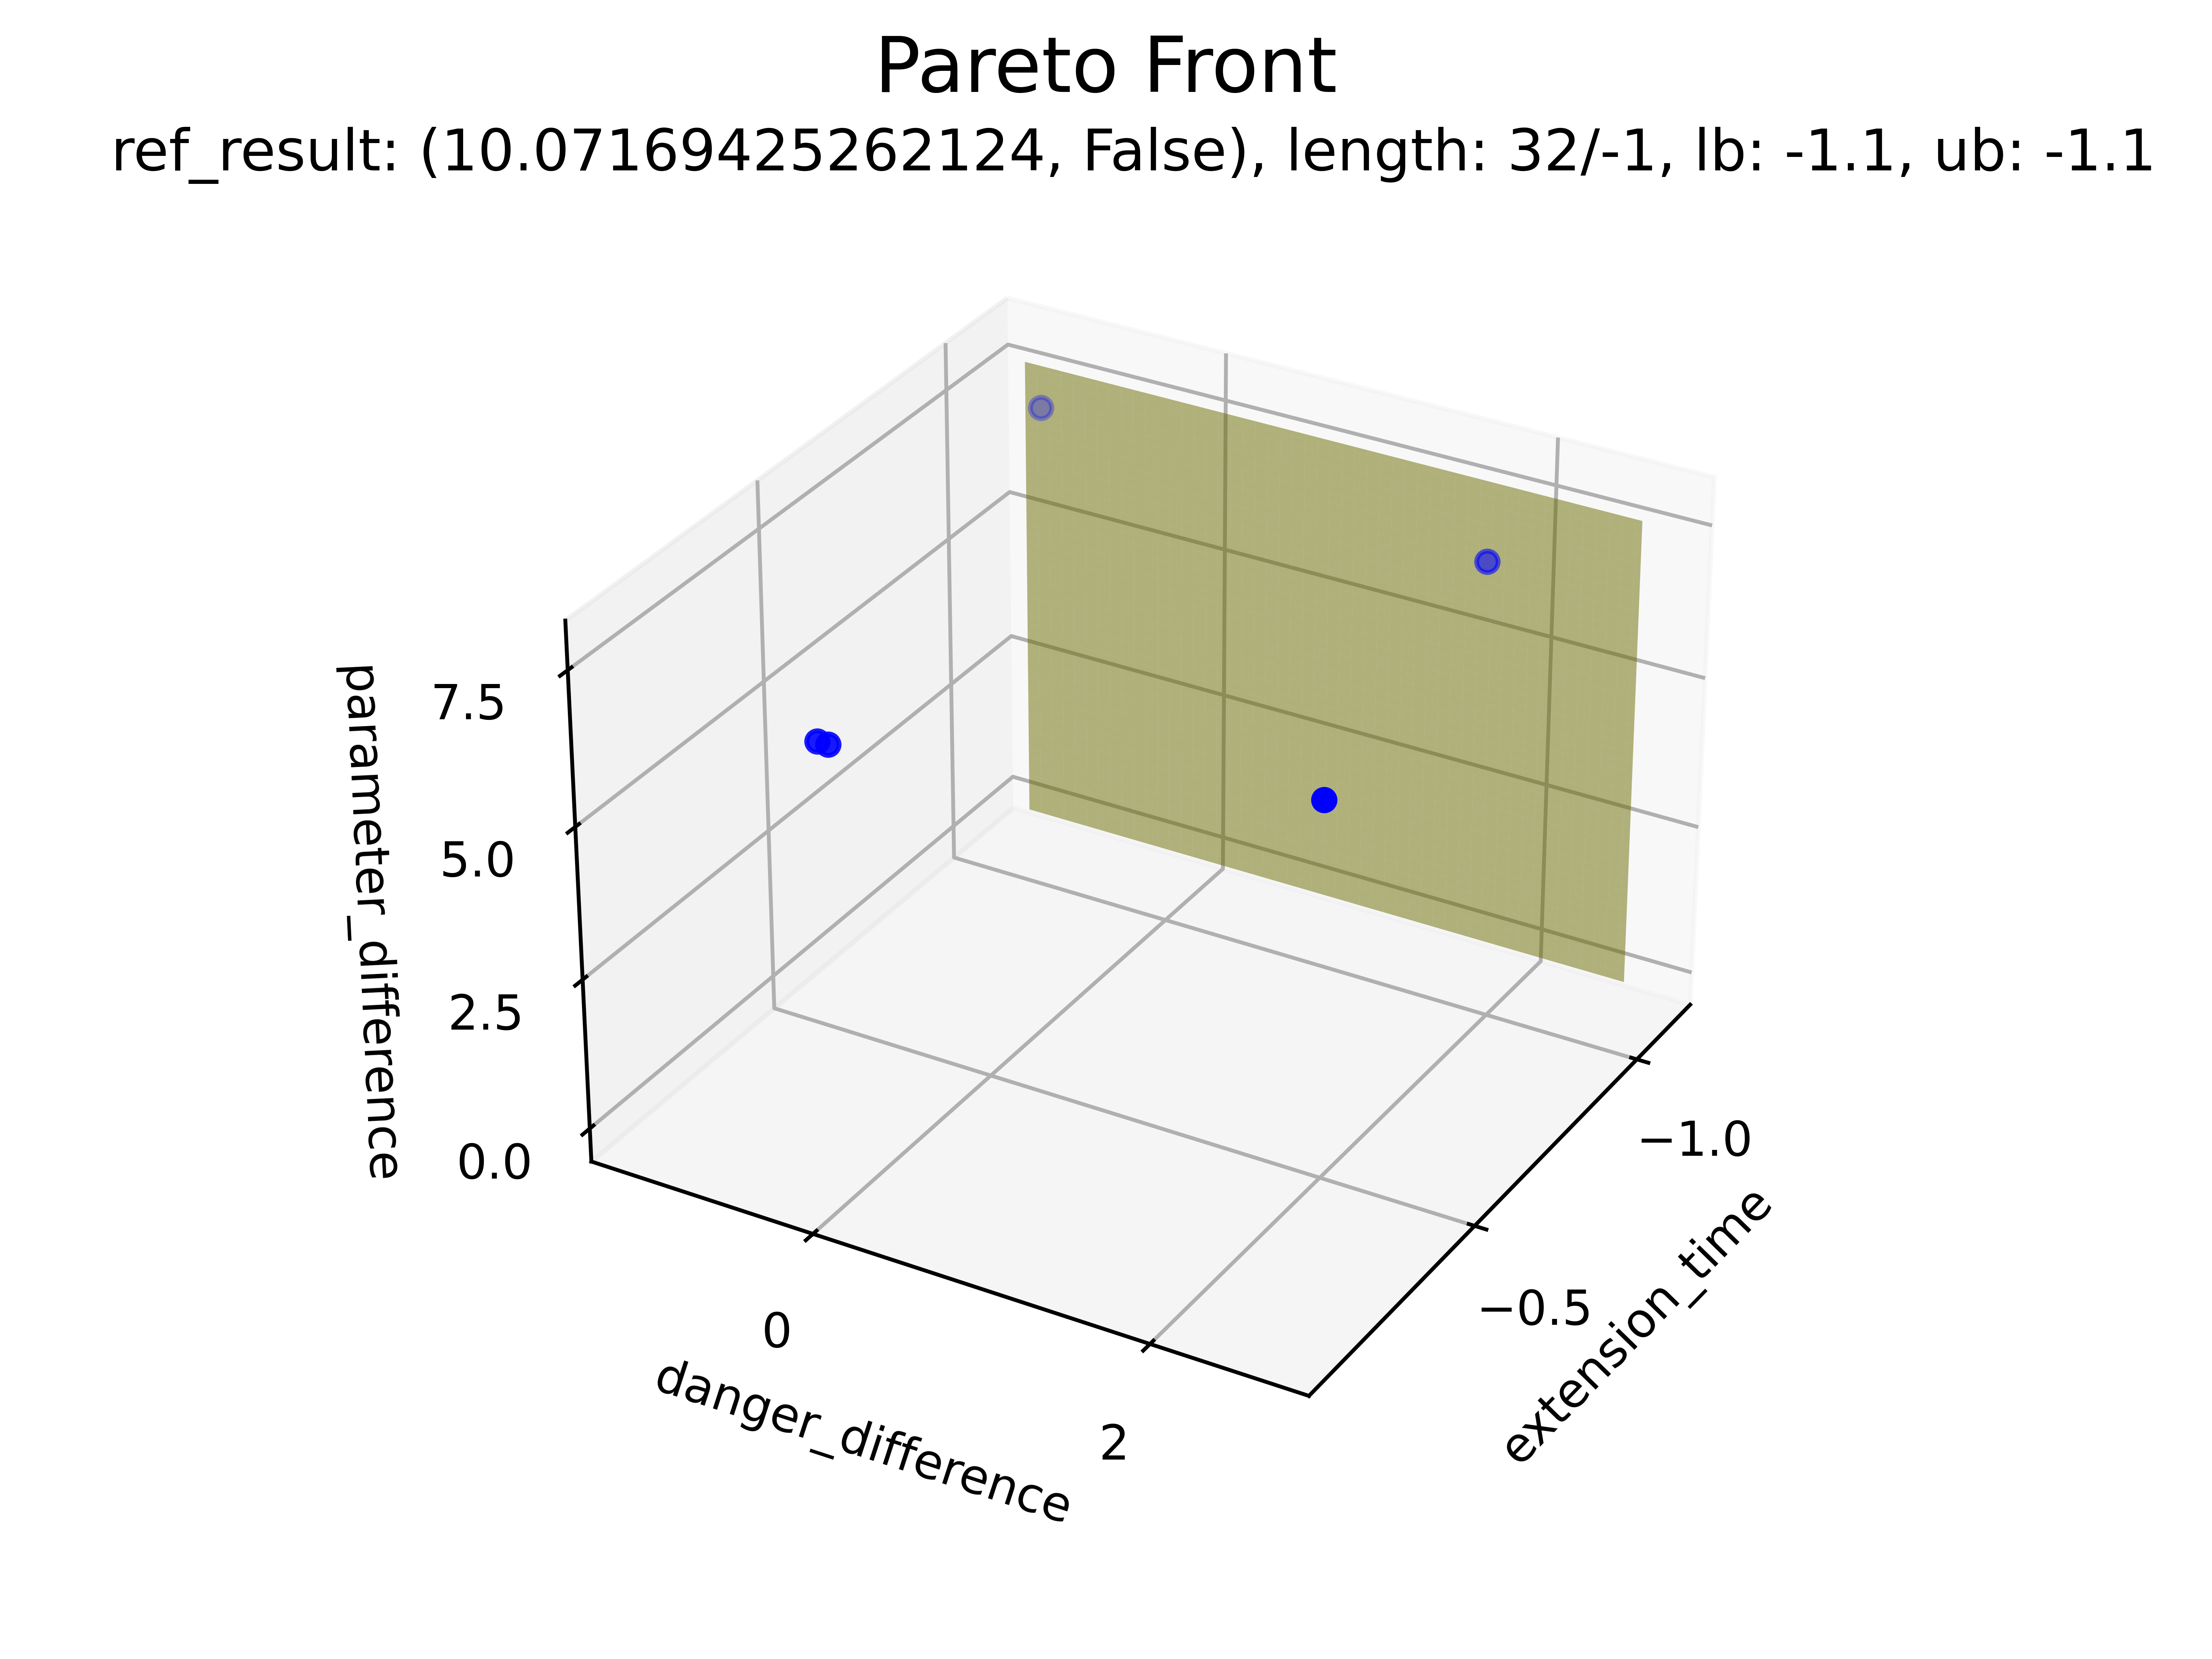 Pareto Front
ref_result: (10.07169425262124, False), length: 32/-1, lb: -1.1, ub: -1.1
parameter_difference
7.5
5.0
2.5
0.0
0
2
danger_difference
−1.0
−0.5
extension_time